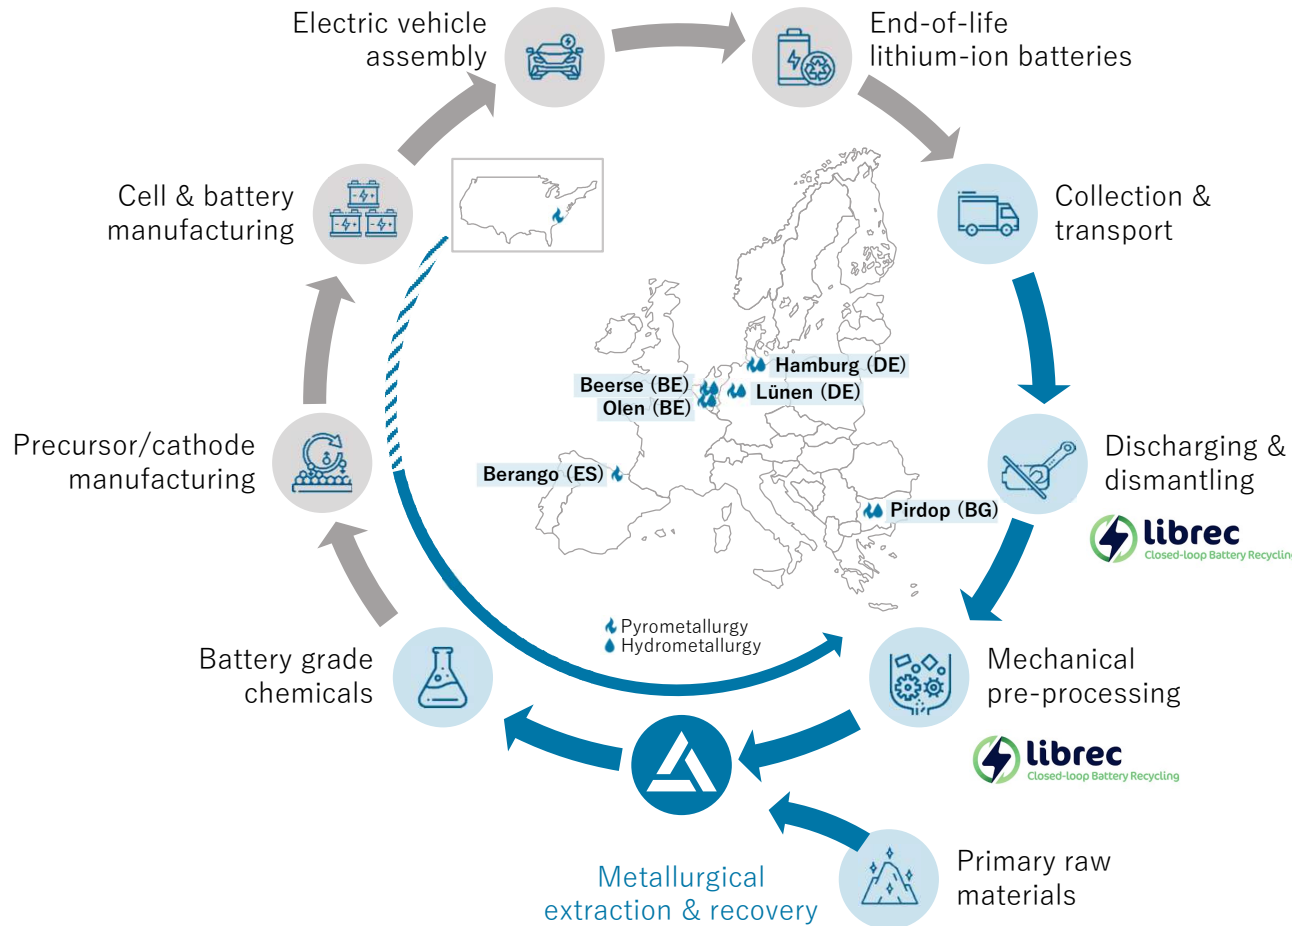 Electric vehicle
assembly
End-of-life
lithium-ion batteries
Cell & battery
manufacturing
Collection &
transport
Hamburg (DE)
Beerse (BE)
Lünen (DE)
Olen (BE)
Precursor/cathode
manufacturing
Berango (ES)
Discharging &
dismantling
Pirdop (BG)
librec
Closed-loop Battery Recycling
Pyrometallurgy
Hydrometallurgy
Battery grade
chemicals
Mechanical
pre-processing
librec
Closed-loop Battery Recycling
Metallurgical
extraction & recovery
Primary raw
materials